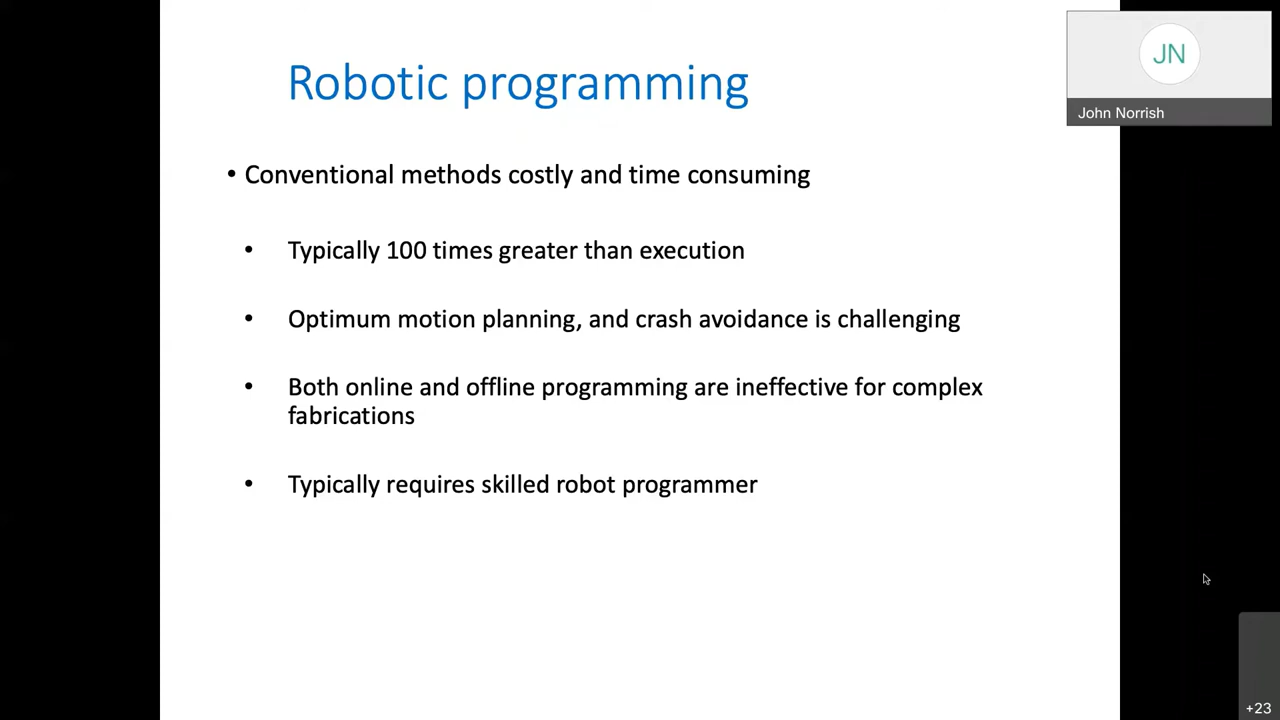 Robotic programming
• Conventional methods costly and time consuming
• Typically 100 times greater than execution
• Optimum motion planning, and crash avoidance is challenging
• Both online and offline programming are ineffective for complex
fabrications
• Typically requires skilled robot programmer
JN
John Norrish
+23